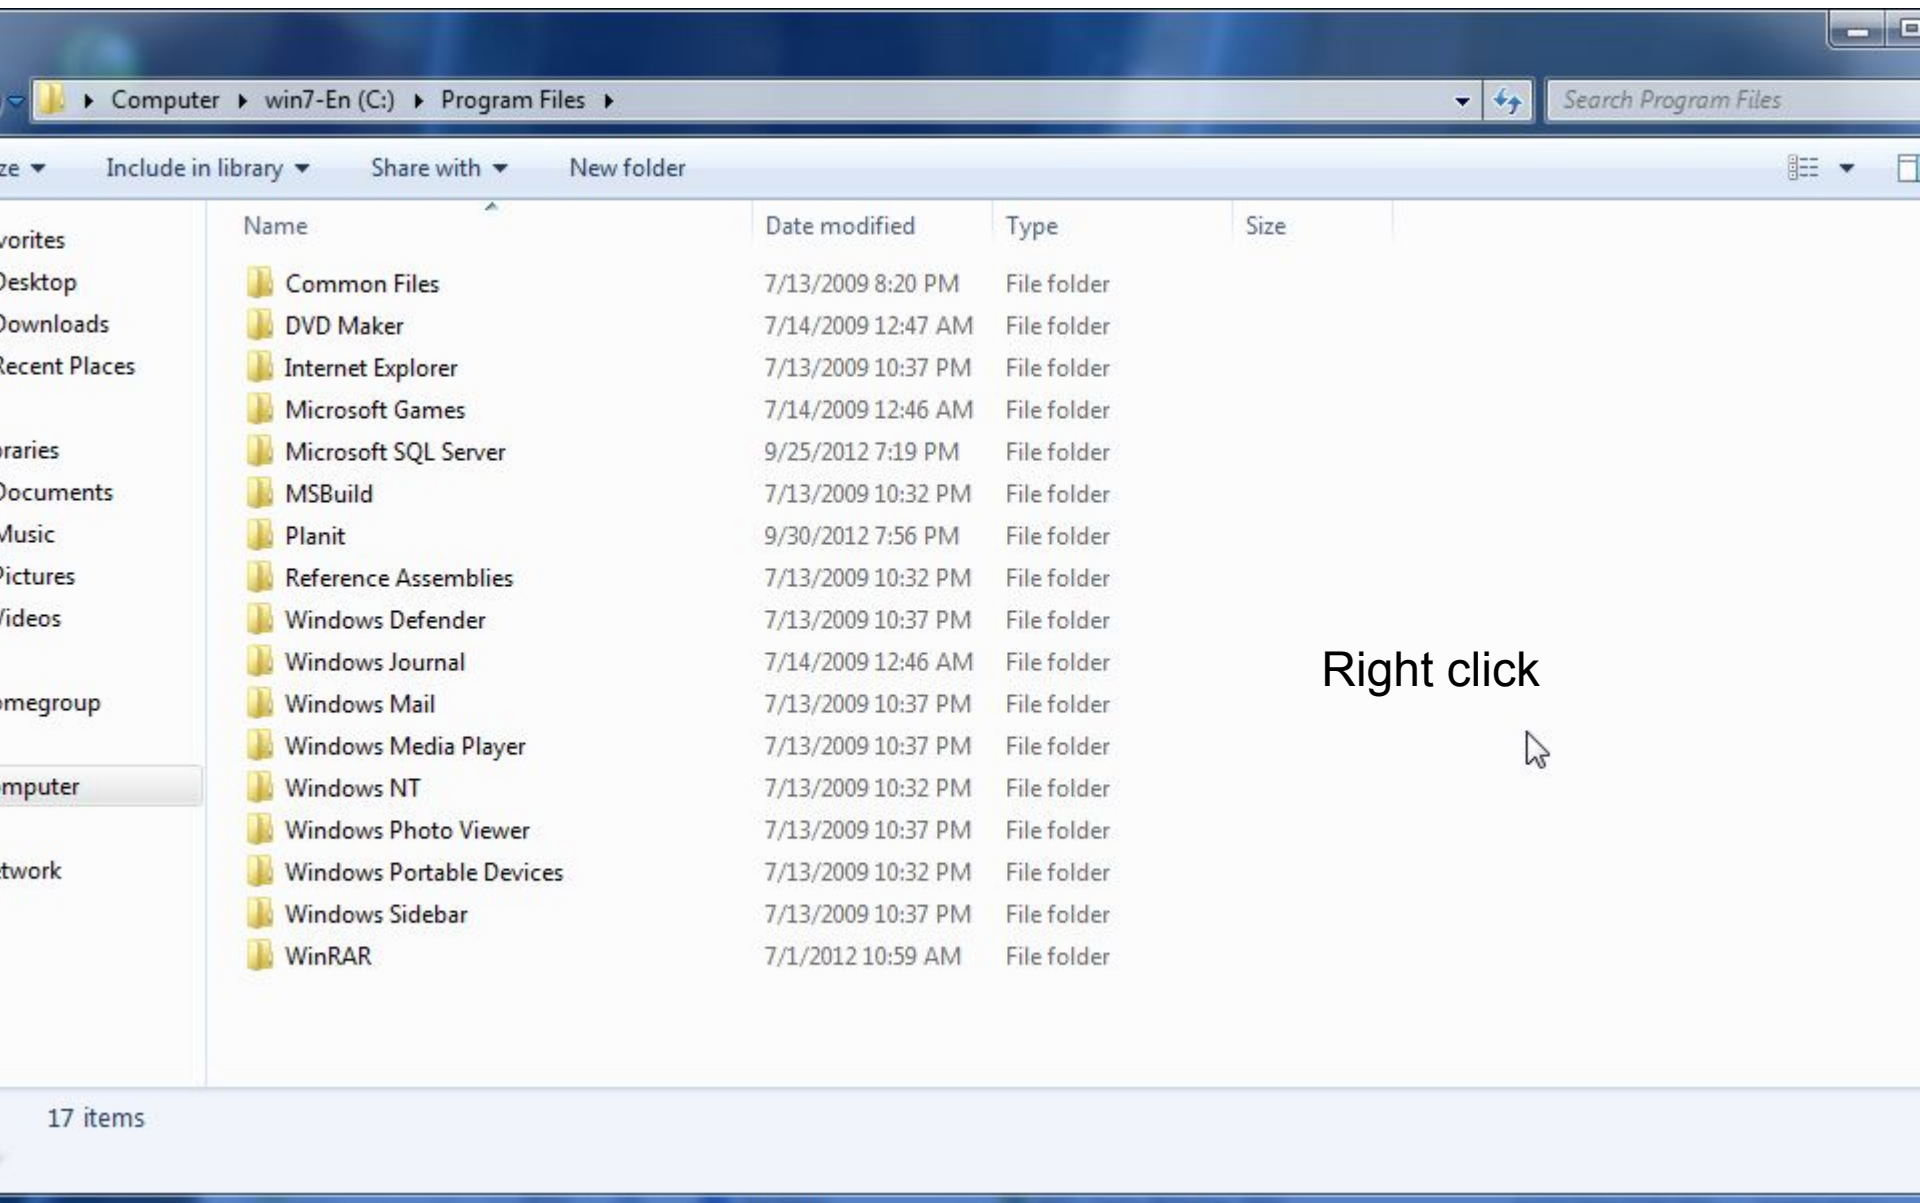 Computer win7-En (C:) Program Files
Search Program Files
ze Include in library Share with New folder
Name Date modified Type Size
vorites
Desktop
Downloads
Recent Places
braries
Documents
Music
Pictures
Videos
omegroup
omputer
twork
Common Files 7/13/2009 8:20 PM File folder
DVD Maker 7/14/2009 12:47 AM File folder
Internet Explorer 7/13/2009 10:37 PM File folder
Microsoft Games 7/14/2009 12:46 AM File folder
Microsoft SQL Server 9/25/2012 7:19 PM File folder
MSBuild 7/13/2009 10:32 PM File folder
Planit 9/30/2012 7:56 PM File folder
Reference Assemblies 7/13/2009 10:32 PM File folder
Windows Defender 7/13/2009 10:37 PM File folder
Windows Journal 7/14/2009 12:46 AM File folder
Windows Mail 7/13/2009 10:37 PM File folder
Windows Media Player 7/13/2009 10:37 PM File folder
Windows NT 7/13/2009 10:32 PM File folder
Windows Photo Viewer 7/13/2009 10:37 PM File folder
Windows Portable Devices 7/13/2009 10:32 PM File folder
Windows Sidebar 7/13/2009 10:37 PM File folder
WinRAR 7/1/2012 10:59 AM File folder
Right click
17 items